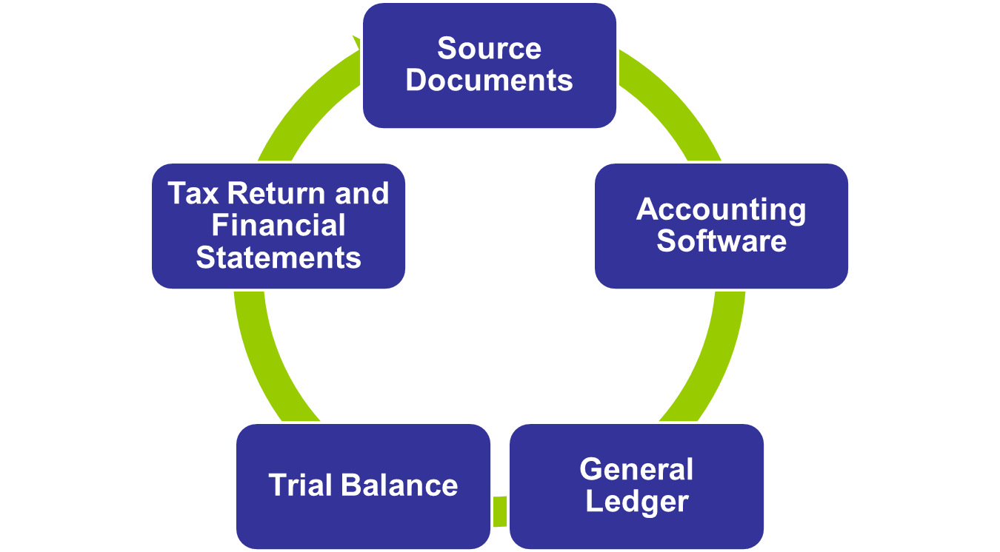 Source
Documents
Accounting
Software
General
Ledger
Trial Balance
Tax Return and
Financial
Statements